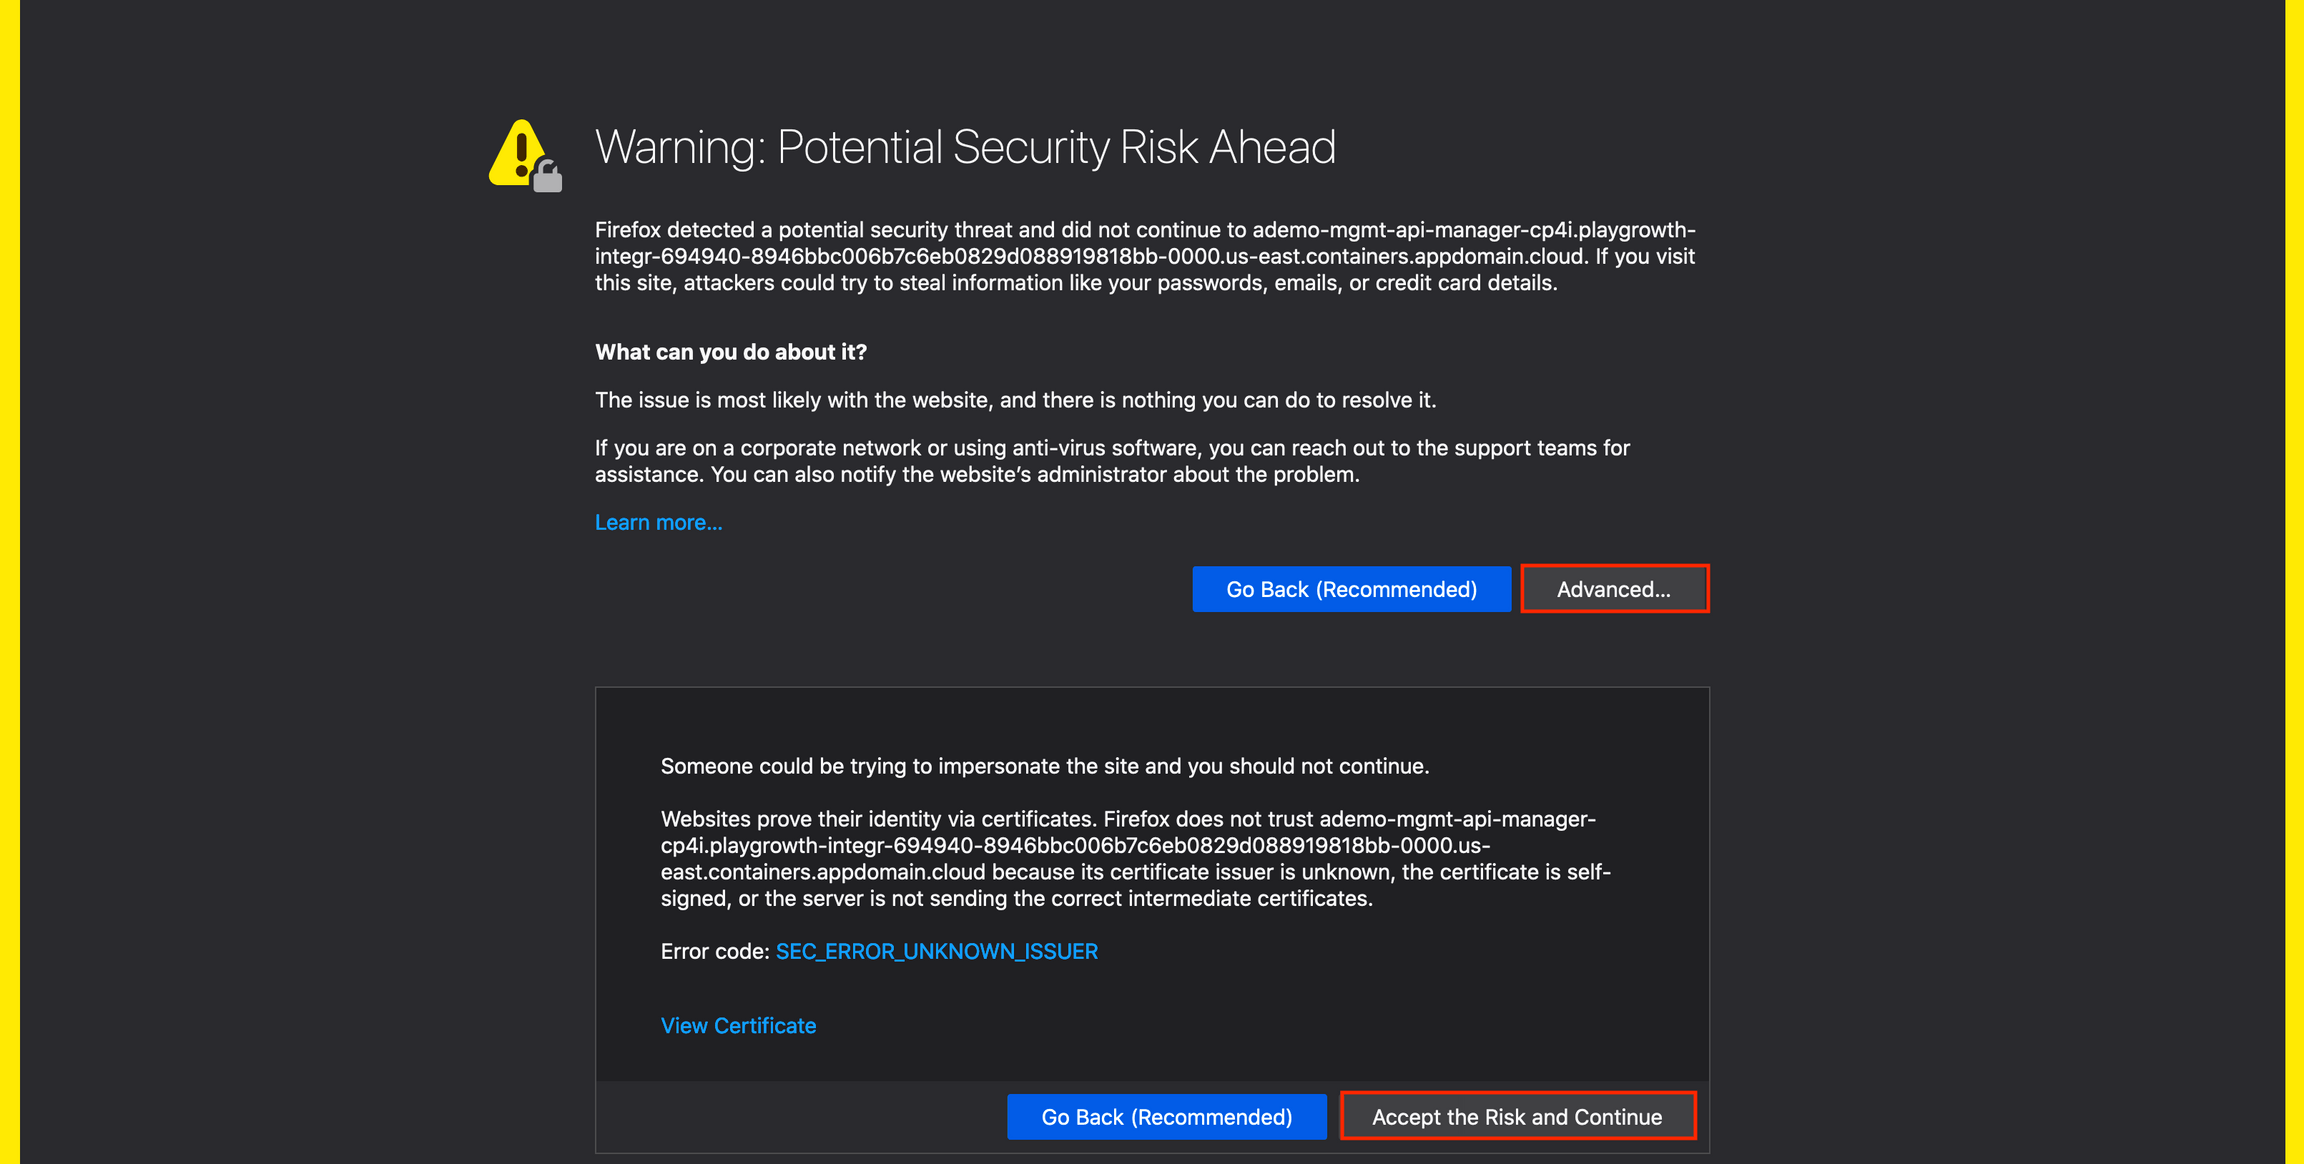 Warning: Potential Security Risk Ahead
Firefox detected a potential security threat and did not continue to ademo-mgmt-api-manager-cp4i.playgrowth-
integr-694940-8946bbc006b7c6eb0829d088919818bb-0000.us-east.containers.appdomain.cloud. If you visit
this site, attackers could try to steal information like your passwords, emails, or credit card details.
What can you do about it?
The issue is most likely with the website, and there is nothing you can do to resolve it.
If you are on a corporate network or using anti-virus software, you can reach out to the support teams for
assistance. You can also notify the website’s administrator about the problem.
Learn more...
Go Back (Recommended)
Advanced...
Someone could be trying to impersonate the site and you should not continue.
Websites prove their identity via certificates. Firefox does not trust ademo-mgmt-api-manager-
cp4i.playgrowth-integr-694940-8946bbc006b7c6eb0829d088919818bb-0000.us-
east.containers.appdomain.cloud because its certificate issuer is unknown, the certificate is self-
signed, or the server is not sending the correct intermediate certificates.
Error code: SEC_ERROR_UNKNOWN_ISSUER
View Certificate
Go Back (Recommended)
Accept the Risk and Continue